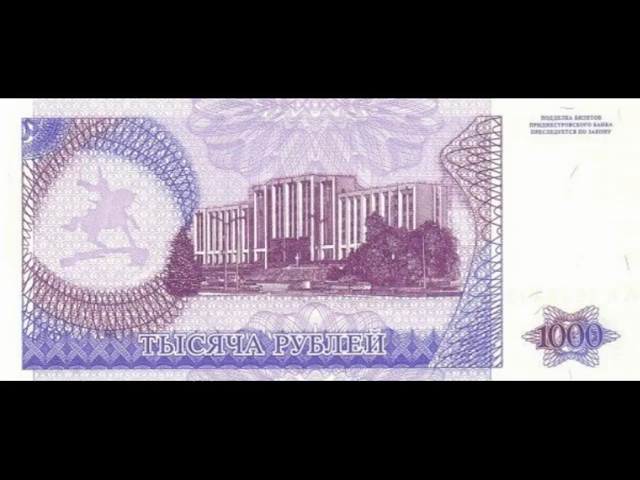 ПОДДЕЛКА БИЛЕТОВ
ПРИДНЕСТРОВСКОГО БАНКА
ПРЕСЛЕДУЕТСЯ ПО ЗАКОНУ
ТЫСЯЧА РУБЛЕЙ
1000